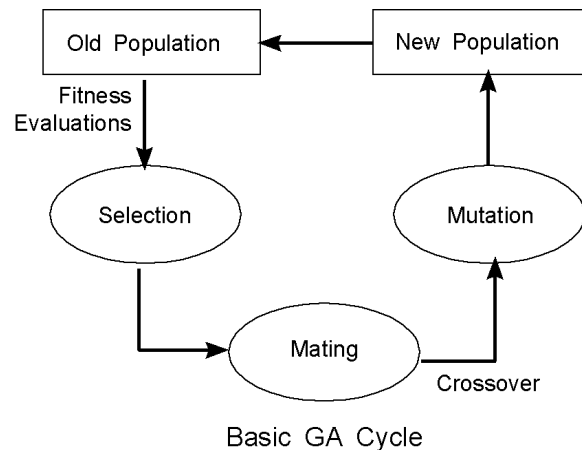 Old Population
New Population
Fitness
Evaluations
Selection
Mutation
Mating
Crossover
Basic GA Cycle